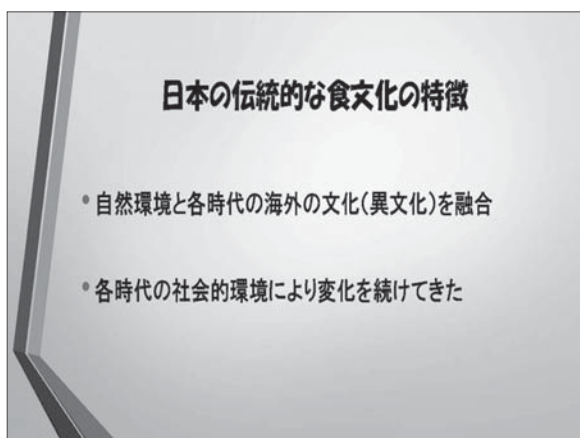 日本の伝統的な食文化の特徴
• 自然環境と各時代の海外の文化(異文化)を融合
• 各時代の社会的環境により変化を続けてきた